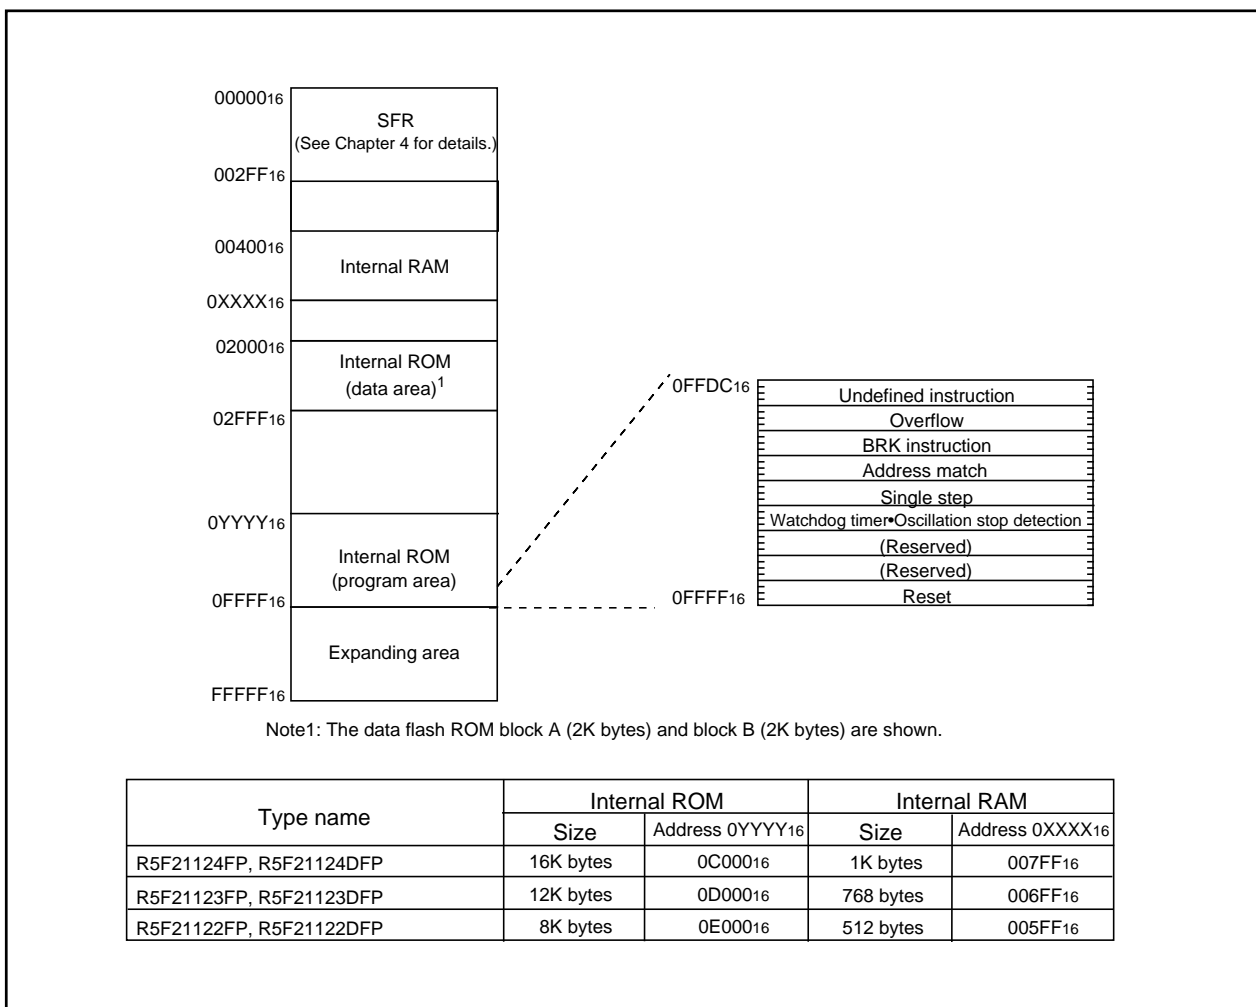 0000016
SFR
(See Chapter 4 for details.)
002FF16
0040016
Internal RAM
0XXXX16
0200016
Internal ROM
(data area)1
02FFF16
0YYYY16
Internal ROM
(program area)
0FFFF16
Expanding area
FFFFF16
0FFDC16
Undefined instruction
Overflow
BRK instruction
Address match
Single step
Watchdog timer•Oscillation stop detection
(Reserved)
(Reserved)
0FFFF16
Reset
Note1: The data flash ROM block A (2K bytes) and block B (2K bytes) are shown.
Type name Internal ROM Internal RAM
Size Address 0YYYY16 Size Address 0XXXX16
R5F21124FP, R5F21124DFP 16K bytes 0C00016 1K bytes 007FF16
R5F21123FP, R5F21123DFP 12K bytes 0D00016 768 bytes 006FF16
R5F21122FP, R5F21122DFP 8K bytes 0E00016 512 bytes 005FF16